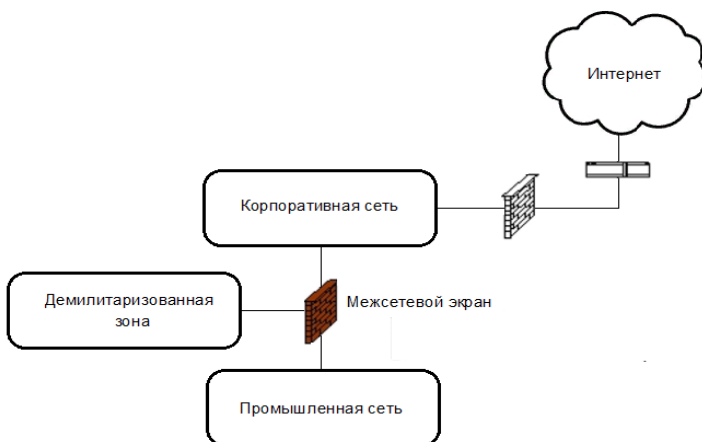 Интернет
Корпоративная сеть
Демилитаризованная
зона
Межсетевой экран
Промышленная сеть